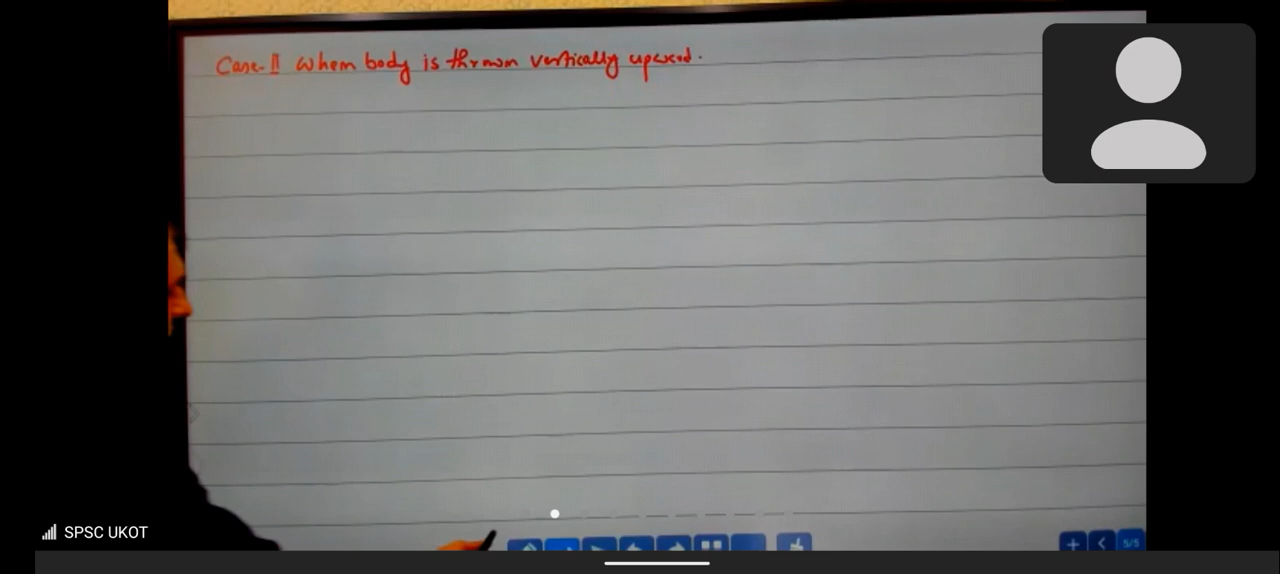 Case-II When body is thrown vertically upward.
SPSC UKOT
5/5